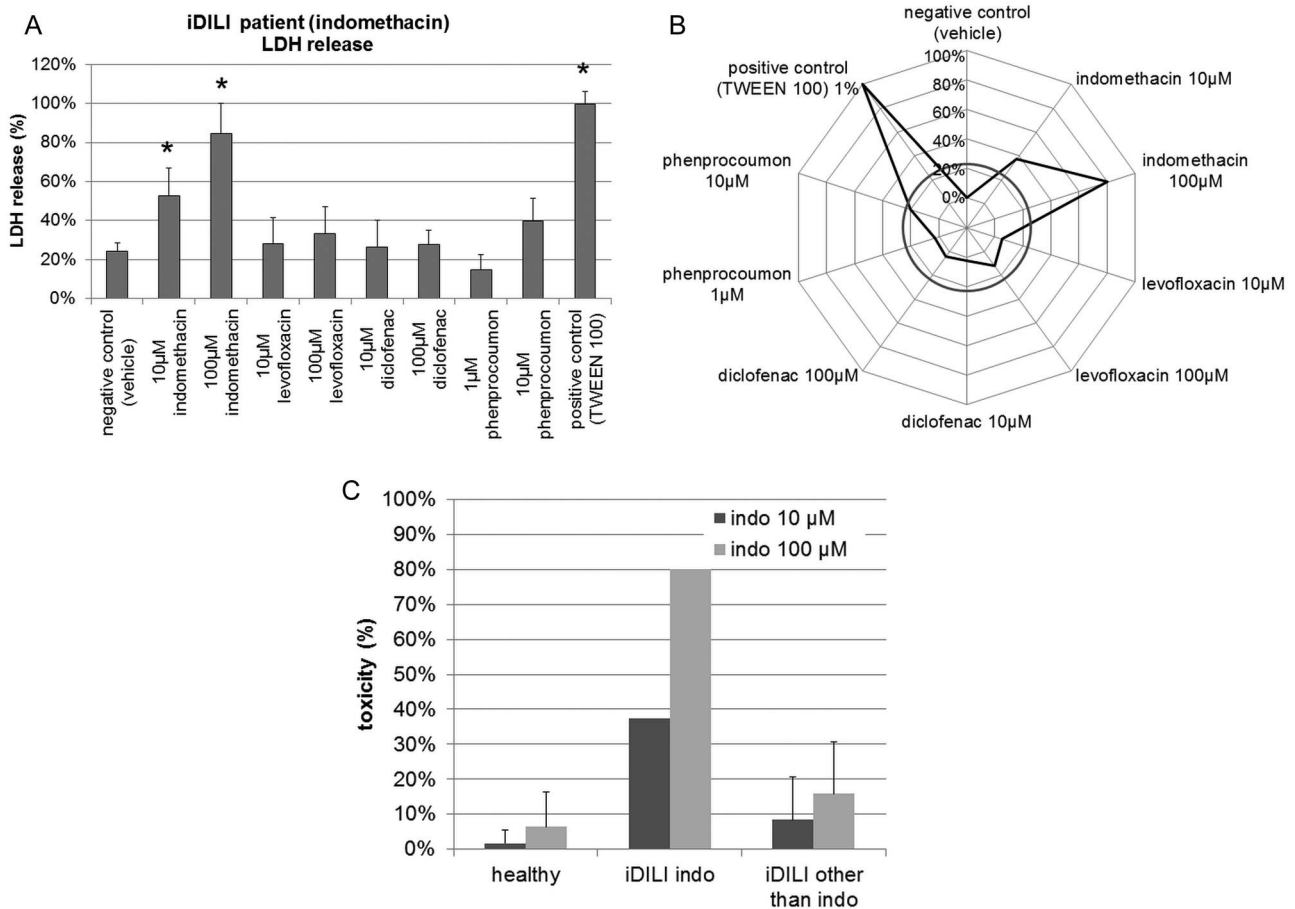 A
iDILI patient (indomethacin)
LDH release
LDH release (%)
120%
100%
80%
60%
40%
20%
0%
*
*
*
negative control
(vehicle)
10µM
indomethacin
100µM
indomethacin
10µM
levofloxacin
100µM
levofloxacin
10µM
diclofenac
100µM
diclofenac
1µM
phenprocoumon
10µM
phenprocoumon
positive control
(TWEEN 100)
B
negative control
(vehicle)
100%
80%
60%
40%
20%
0%
indomethacin 10µM
indomethacin
100µM
levofloxacin 10µM
levofloxacin 100µM
diclofenac 10µM
diclofenac 100µM
phenprocoumon
1µM
phenprocoumon
10µM
positive control
(TWEEN 100) 1%
C
toxicity (%)
100%
90%
80%
70%
60%
50%
40%
30%
20%
10%
0%
indo 10 µM
indo 100 µM
healthy
iDILI indo
iDILI other
than indo